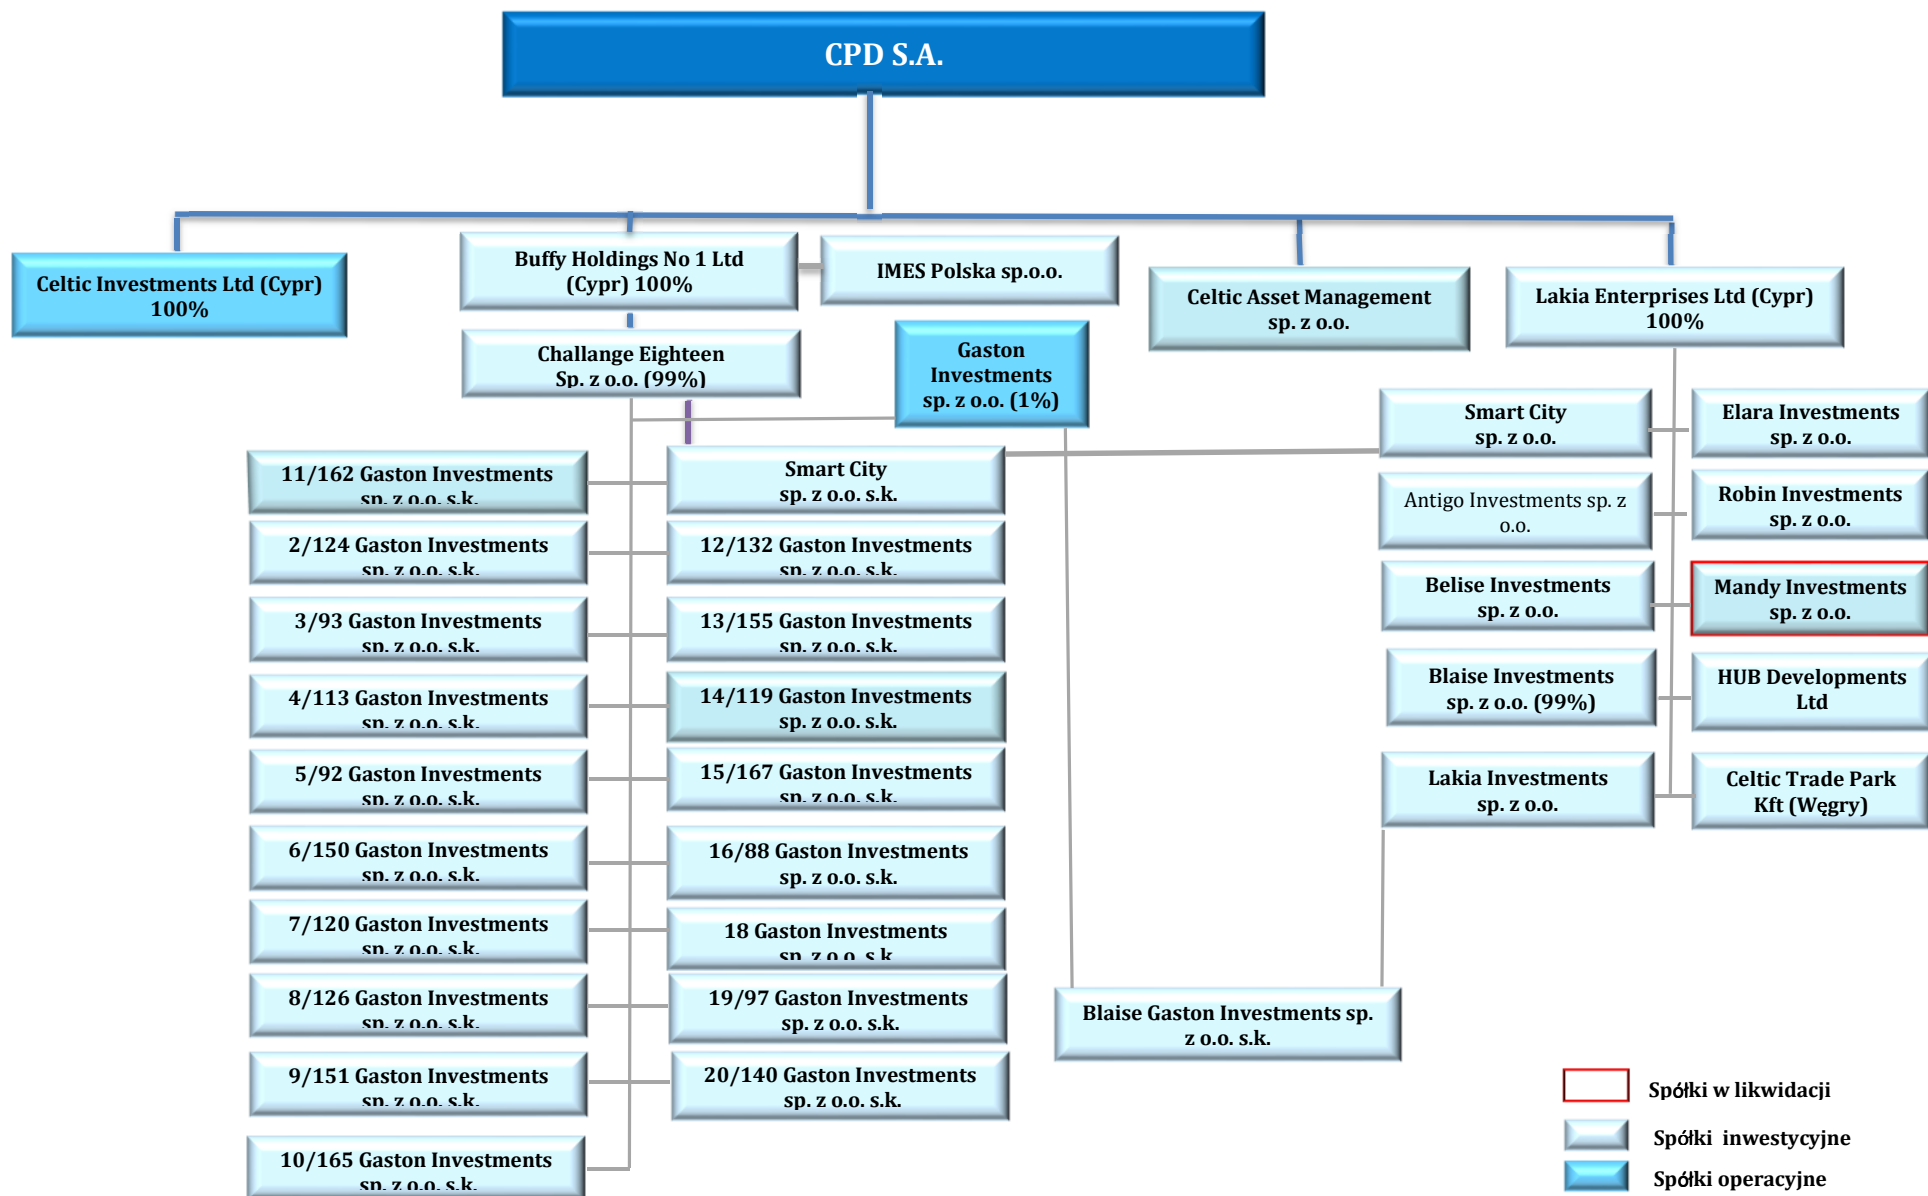 CPD S.A.
Celtic Investments Ltd (Cypr)
100%
Buffy Holdings No 1 Ltd
(Cypr) 100%
IMES Polska sp.o.o.
Celtic Asset Management
sp. z o.o.
Lakia Enterprises Ltd (Cypr)
100%
Challange Eighteen
Sp. z o.o. (99%)
Gaston
Investments
sp. z o.o. (1%)
11/162 Gaston Investments
sp. z o.o. s.k.
2/124 Gaston Investments
sp. z o.o. s.k.
3/93 Gaston Investments
sp. z o.o. s.k.
4/113 Gaston Investments
sp. z o.o. s.k.
5/92 Gaston Investments
sp. z o.o. s.k.
6/150 Gaston Investments
sp. z o.o. s.k.
7/120 Gaston Investments
sp. z o.o. s.k.
8/126 Gaston Investments
sp. z o.o. s.k.
9/151 Gaston Investments
sp. z o.o. s.k.
10/165 Gaston Investments
sp. z o.o. s.k.
Smart City
sp. z o.o. s.k.
12/132 Gaston Investments
sp. z o.o. s.k.
13/155 Gaston Investments
sp. z o.o. s.k.
14/119 Gaston Investments
sp. z o.o. s.k.
15/167 Gaston Investments
sp. z o.o. s.k.
16/88 Gaston Investments
sp. z o.o. s.k.
18 Gaston Investments
sp. z o.o. s.k.
19/97 Gaston Investments
sp. z o.o. s.k.
20/140 Gaston Investments
sp. z o.o. s.k.
Smart City
sp. z o.o.
Antigo Investments sp. z
o.o.
Belise Investments
sp. z o.o.
Blaise Investments
sp. z o.o. (99%)
Lakia Investments
sp. z o.o.
Elara Investments
sp. z o.o.
Robin Investments
sp. z o.o.
Mandy Investments
sp. z o.o.
HUB Developments
Ltd
Celtic Trade Park
Kft (Węgry)
Blaise Gaston Investments sp.
z o.o. s.k.
Spółki w likwidacji
Spółki inwestycyjne
Spółki operacyjne